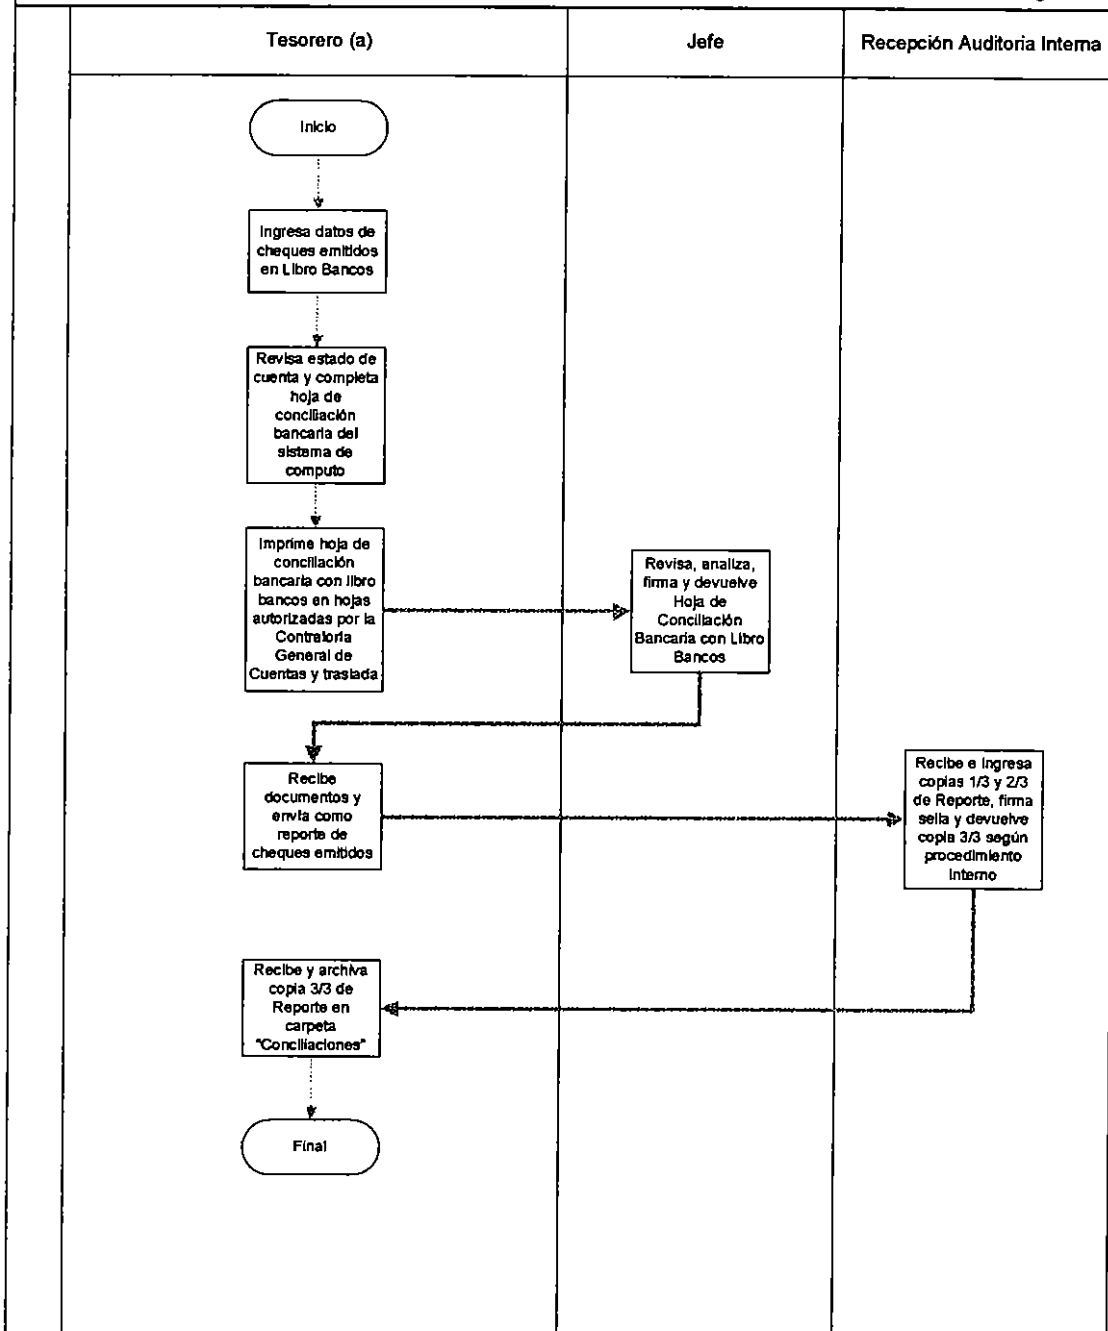 Tesorero (a)
Jefe
Recepción Auditoria Interna
Inicio
Ingresa datos de
cheques emitidos
en Libro Bancos
Revisa estado de
cuenta y completa
hoja de
conciliación
bancaria del
sistema de
computo
Imprime hoja de
conciliación
bancaria con libro
bancos en hojas
autorizadas por la
Contraloría
General de
Cuentas y traslada
Revisa, analiza,
firma y devuelve
Hoja de
Conciliación
Bancaria con Libro
Bancos
Recibe
documentos y
envía como
reporte de
cheques emitidos
Recibe e Ingresa
copias 1/3 y 2/3
de Reporte, firma
sella y devuelve
copia 3/3 según
procedimiento
Interno
Recibe y archiva
copia 3/3 de
Reporte en
carpeta
"Conciliaciones"
Final